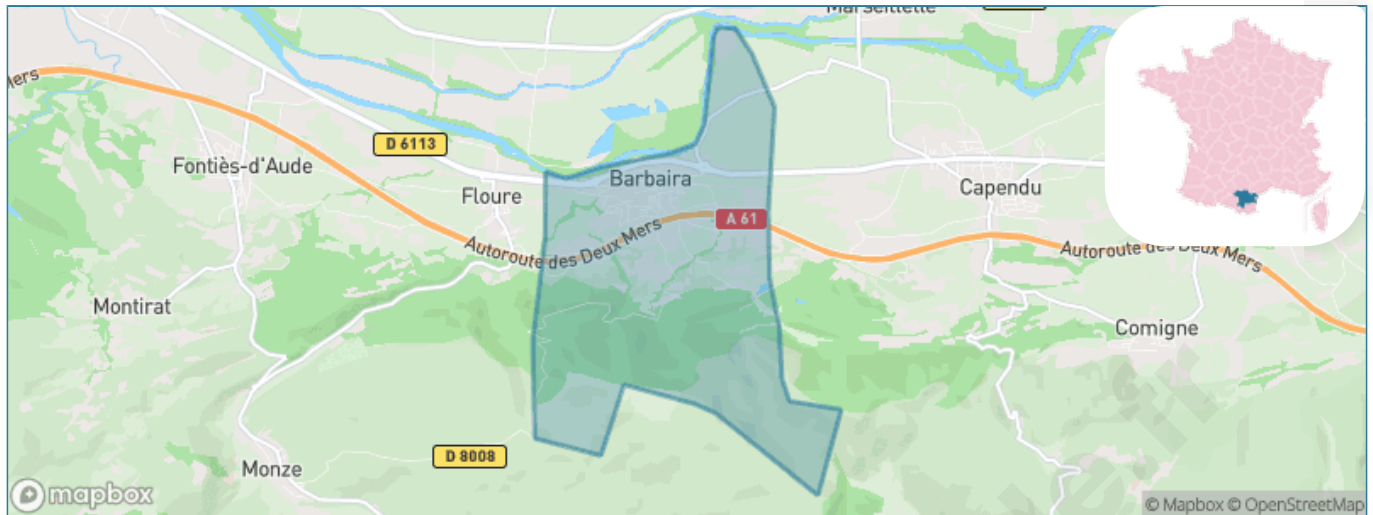 Marseillette
Mers
D 6113
Fontiès-d'Aude
Barbaira
Capendu
Floure
A 61
Autoroute des Deux Mers
Autoroute des Deux Mers
Montirat
Comigne
D 8008
Monze
mapbox
© Mapbox © OpenStreetMap